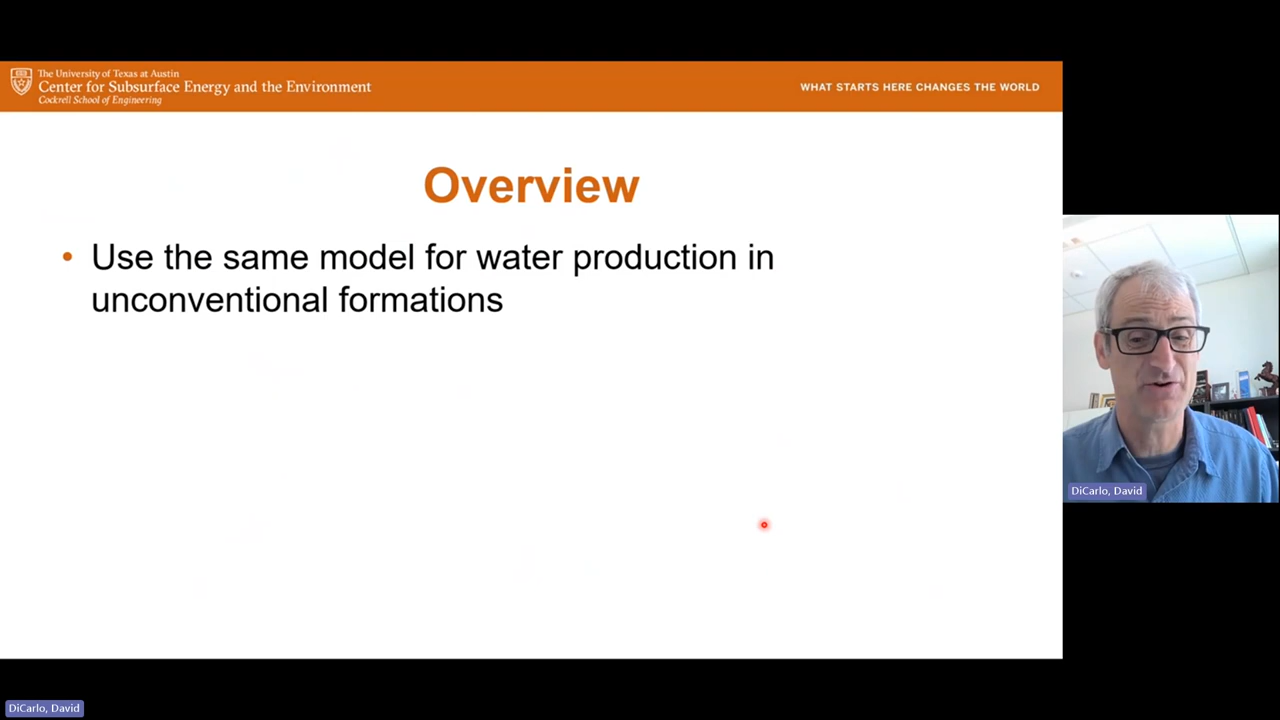 The University of Texas at Austin
Center for Subsurface Energy and the Environment
Cockrell School of Engineering
WHAT STARTS HERE CHANGES THE WORLD
Overview
• Use the same model for water production in
unconventional formations
DiCarlo, David
DiCarlo, David